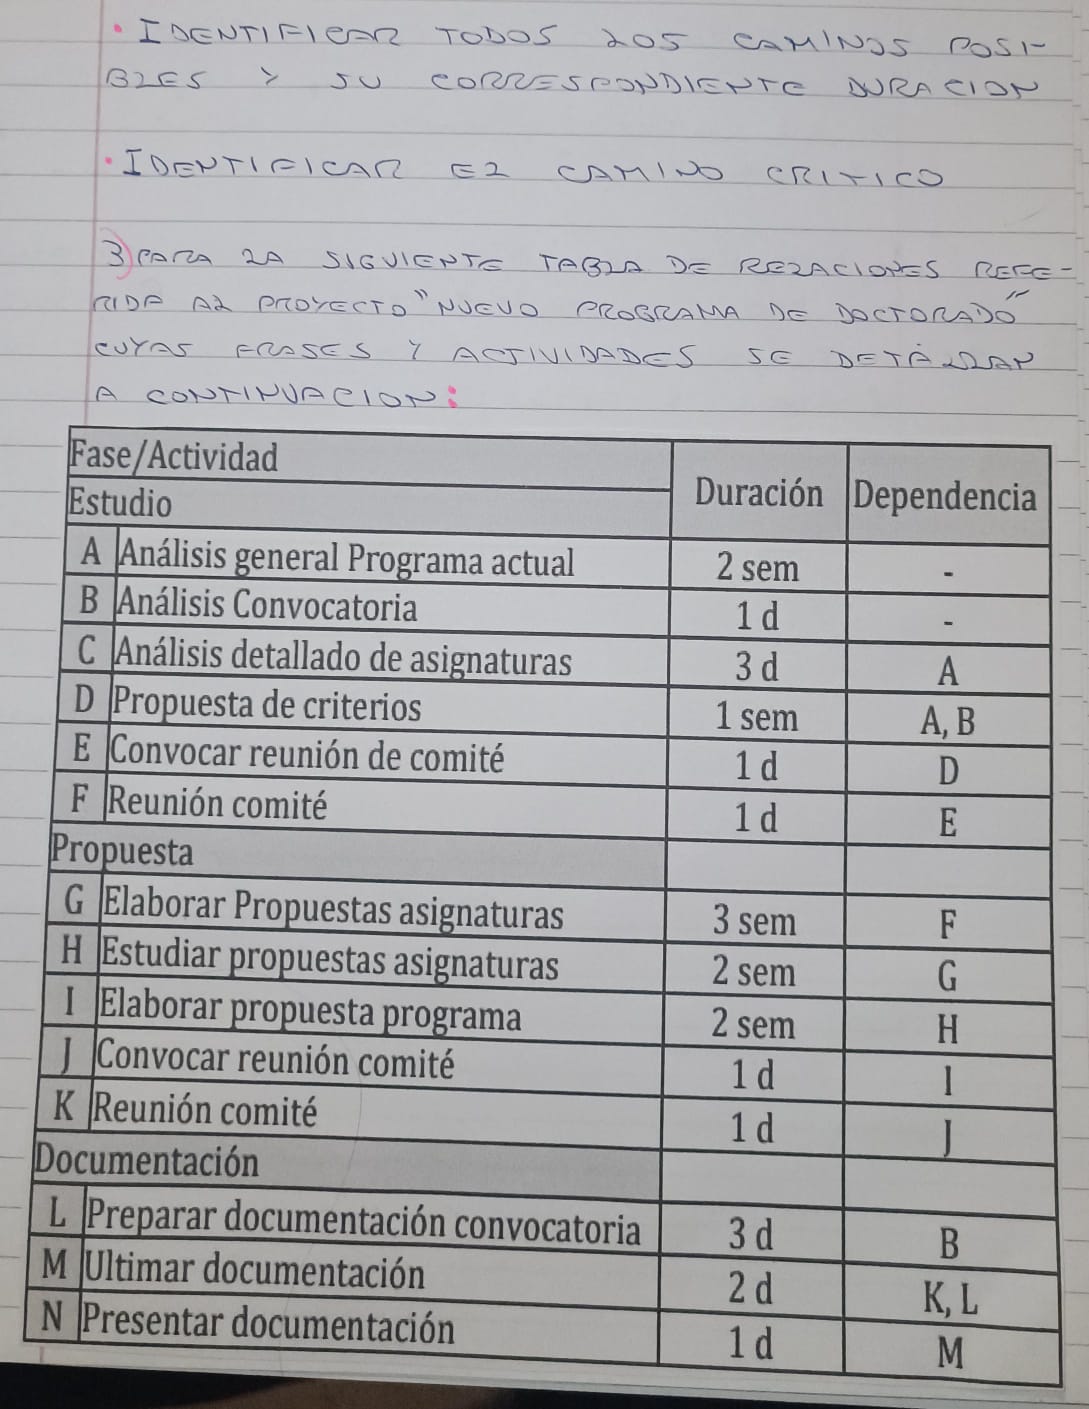 • IDENTIFICAR TODOS LOS CAMINOS POSI-
BLES Y SU CORRESPONDIENTE DURACION
• IDENTIFICAR EL CAMINO CRITICO
3) PARA LA SIGUIENTE TABLA DE RELACIONES REFE-
RIDA AL PROYECTO "NUEVO PROGRAMA DE DOCTORADO"
CUYAS FRASES Y ACTIVIDADES SE DETALLAN
A CONTINUACION:
Fase/Actividad Duración Dependencia
Estudio
A Análisis general Programa actual 2 sem -
B Análisis Convocatoria 1 d -
C Análisis detallado de asignaturas 3 d A
D Propuesta de criterios 1 sem A, B
E Convocar reunión de comité 1 d D
F Reunión comité 1 d E
Propuesta
G Elaborar Propuestas asignaturas 3 sem F
H Estudiar propuestas asignaturas 2 sem G
I Elaborar propuesta programa 2 sem H
J Convocar reunión comité 1 d I
K Reunión comité 1 d J
Documentación
L Preparar documentación convocatoria 3 d B
M Ultimar documentación 2 d K, L
N Presentar documentación 1 d M